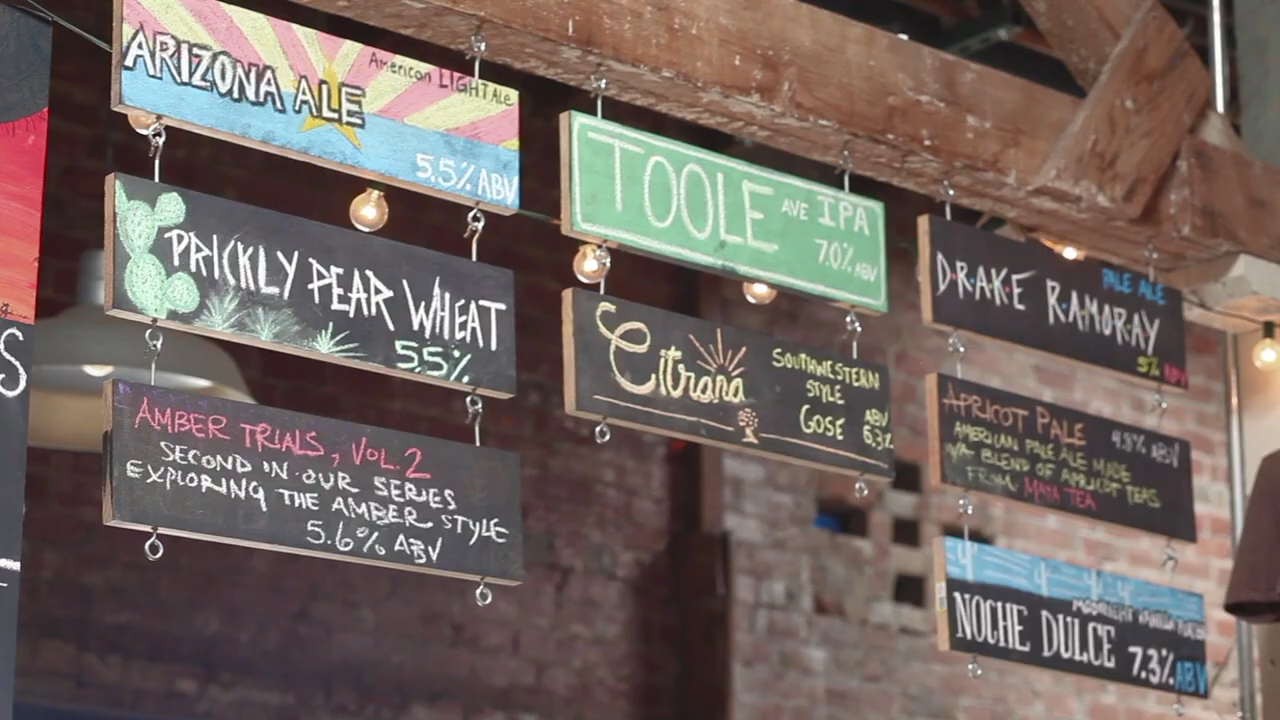 ARIZONA ALE
American LIGHT Ale
5.5% ABV
PRICKLY PEAR WHEAT
5.5%
AMBER TRIALS, VOL. 2
SECOND IN OUR SERIES
EXPLORING THE AMBER STYLE
5.6% ABV
S
TOOLE AVE IPA
7.0% ABV
Citrana
SOUTHWESTERN
STYLE
GOSE
ABV
6.3%
PALE ALE
DRAKE RAMORAY
5% ABV
APRICOT PALE
4.8% ABV
AMERICAN PALE ALE MADE
W/A BLEND OF APRICOT TEAS
FROM MAYA TEA
MOONLIGHT VANILLA PORTER
NOCHE DULCE
7.3% ABV